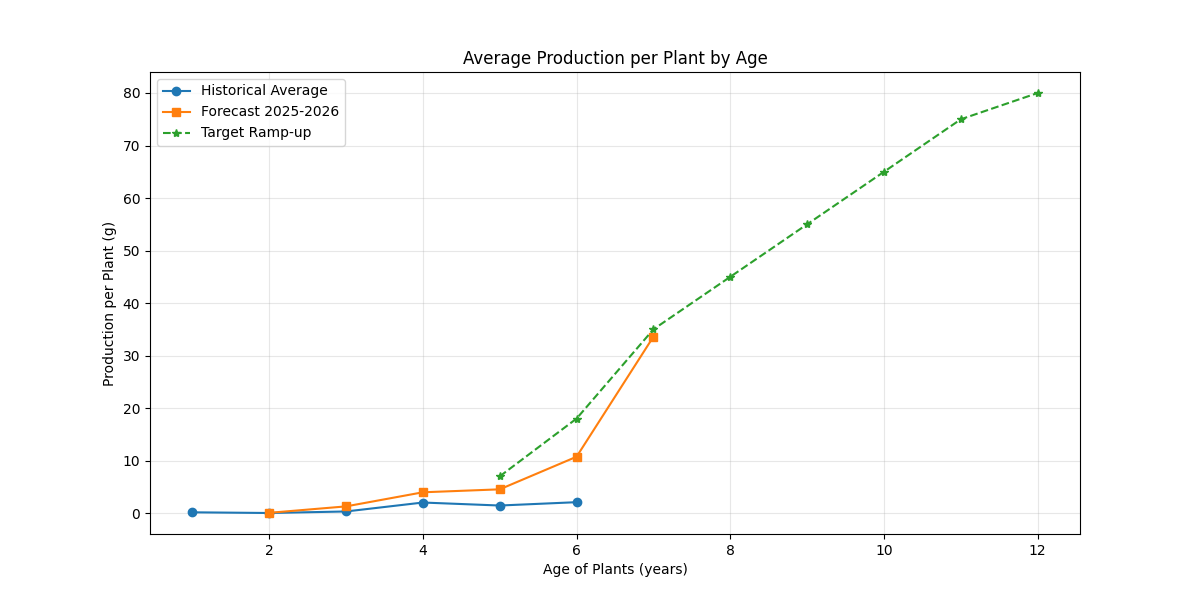 Average Production per Plant by Age
Historical Average
Forecast 2025-2026
Target Ramp-up
80
70
60
50
40
30
20
10
0
Production per Plant (g)
2 4 6 8 10 12
Age of Plants (years)